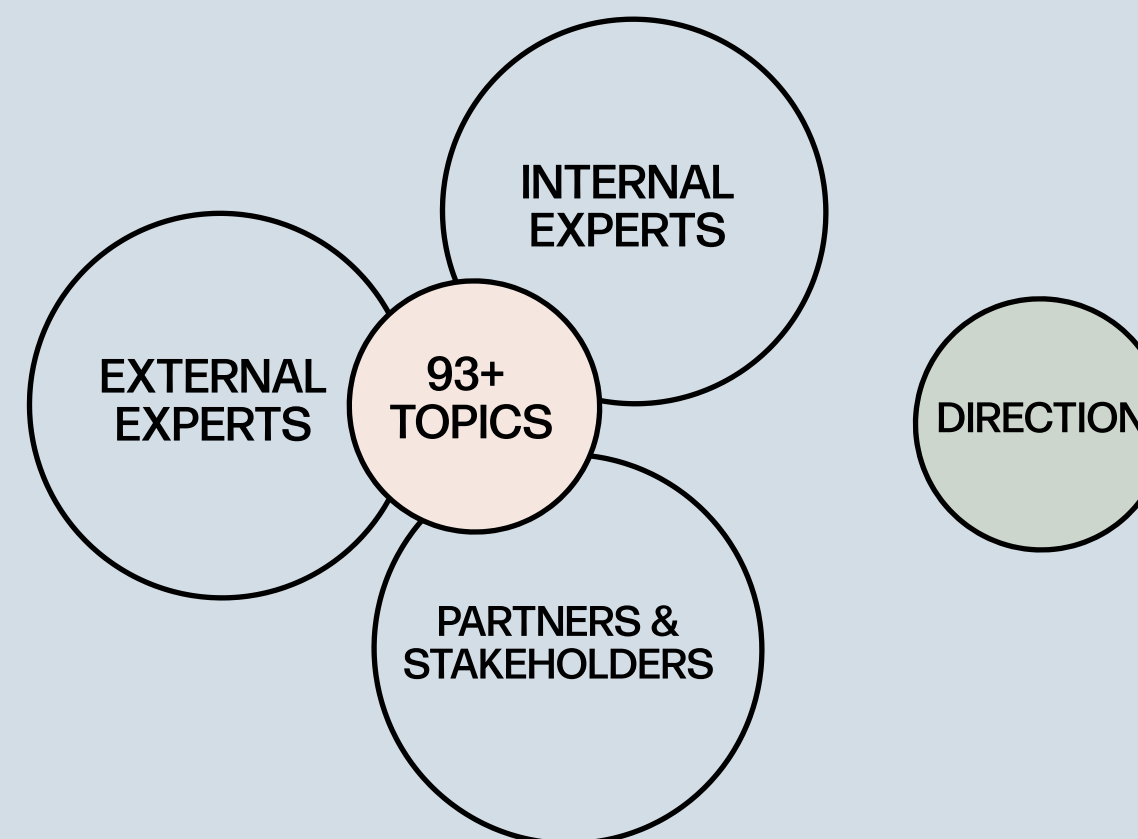 INTERNAL
EXPERTS
EXTERNAL
EXPERTS
93+
TOPICS
DIRECTION
PARTNERS &
STAKEHOLDERS